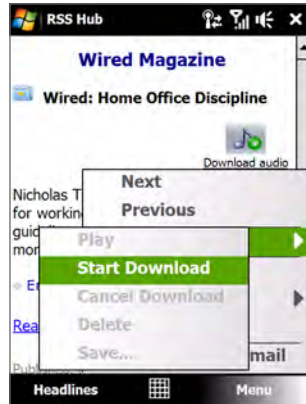 RSS Hub
Wired Magazine
Wired: Home Office Discipline
Download audio
Next
Previous
Nicholas T
for workin
guid
mor
Play
Start Download
Cancel Download
Delete
Save...
Er
Rea
mail
Headlines
Menu